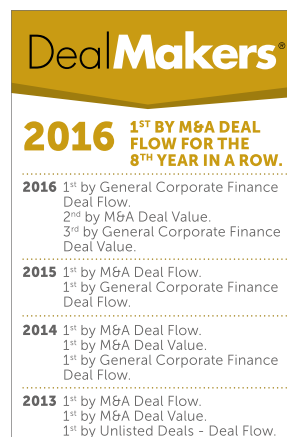 DealMakers®
2016 1ST BY M&A DEAL
FLOW FOR THE
8TH YEAR IN A ROW.
2016 1st by General Corporate Finance
Deal Flow.
2nd by M&A Deal Value.
3rd by General Corporate Finance
Deal Value.
2015 1st by M&A Deal Flow.
1st by General Corporate Finance
Deal Flow.
2014 1st by M&A Deal Flow.
1st by M&A Deal Value.
1st by General Corporate Finance
Deal Flow.
2013 1st by M&A Deal Flow.
1st by M&A Deal Value.
1st by Unlisted Deals - Deal Flow.